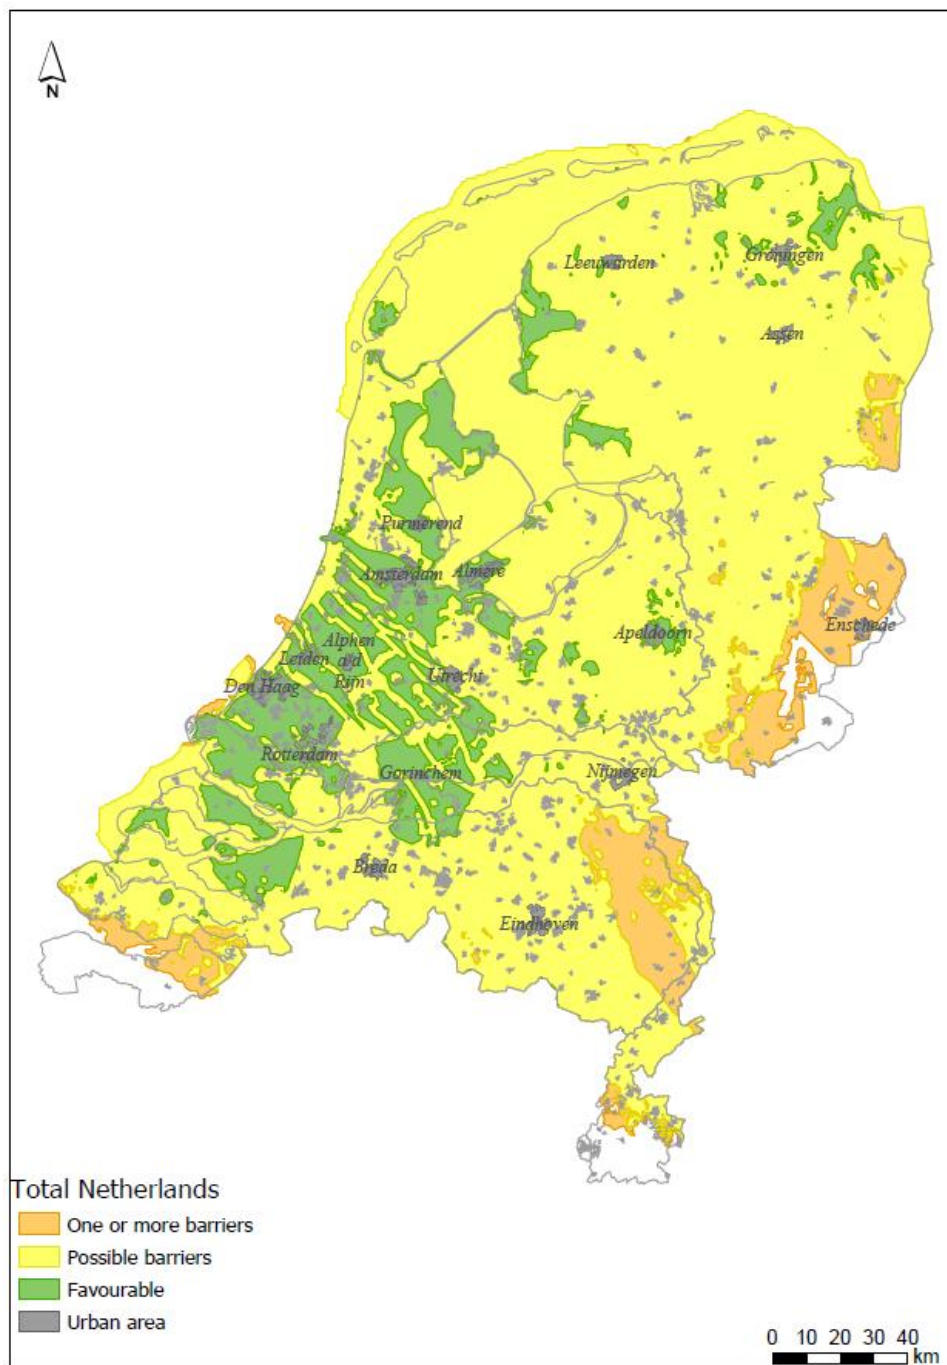 N
Leeuwarden
Groningen
Assen
Purmerend
Amsterdam
Almere
Enschede
Apeldoorn
Alphen
a/d
Rijn
Leiden
Utrecht
Den Haag
Rotterdam
Gorinchem
Nijmegen
Breda
Eindhoven
Total Netherlands
One or more barriers
Possible barriers
Favourable
Urban area
0 10 20 30 40
km